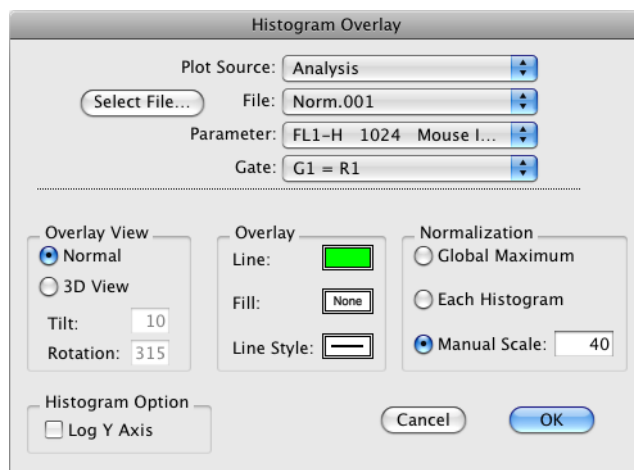 Histogram Overlay
Plot Source: Analysis
Select File... File: Norm.001
Parameter: FL1-H 1024 Mouse I...
Gate: G1 = R1
Overlay View
Normal
3D View
Tilt: 10
Rotation: 315
Overlay
Line:
Fill: None
Line Style:
Normalization
Global Maximum
Each Histogram
Manual Scale: 40
Histogram Option
Log Y Axis
Cancel OK